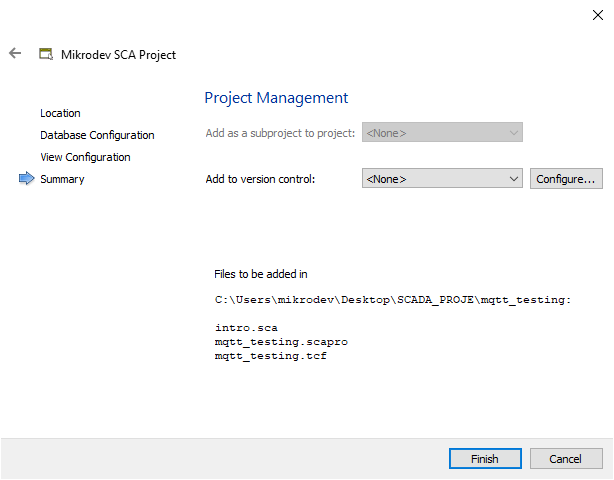 Mikrodev SCA Project
Location
Database Configuration
View Configuration
Summary
Project Management
Add as a subproject to project: <None>
Add to version control: <None> Configure...
Files to be added in
C:\Users\mikrodev\Desktop\SCADA_PROJE\mqtt_testing:
intro.sca
mqtt_testing.scapro
mqtt_testing.tcf
Finish Cancel